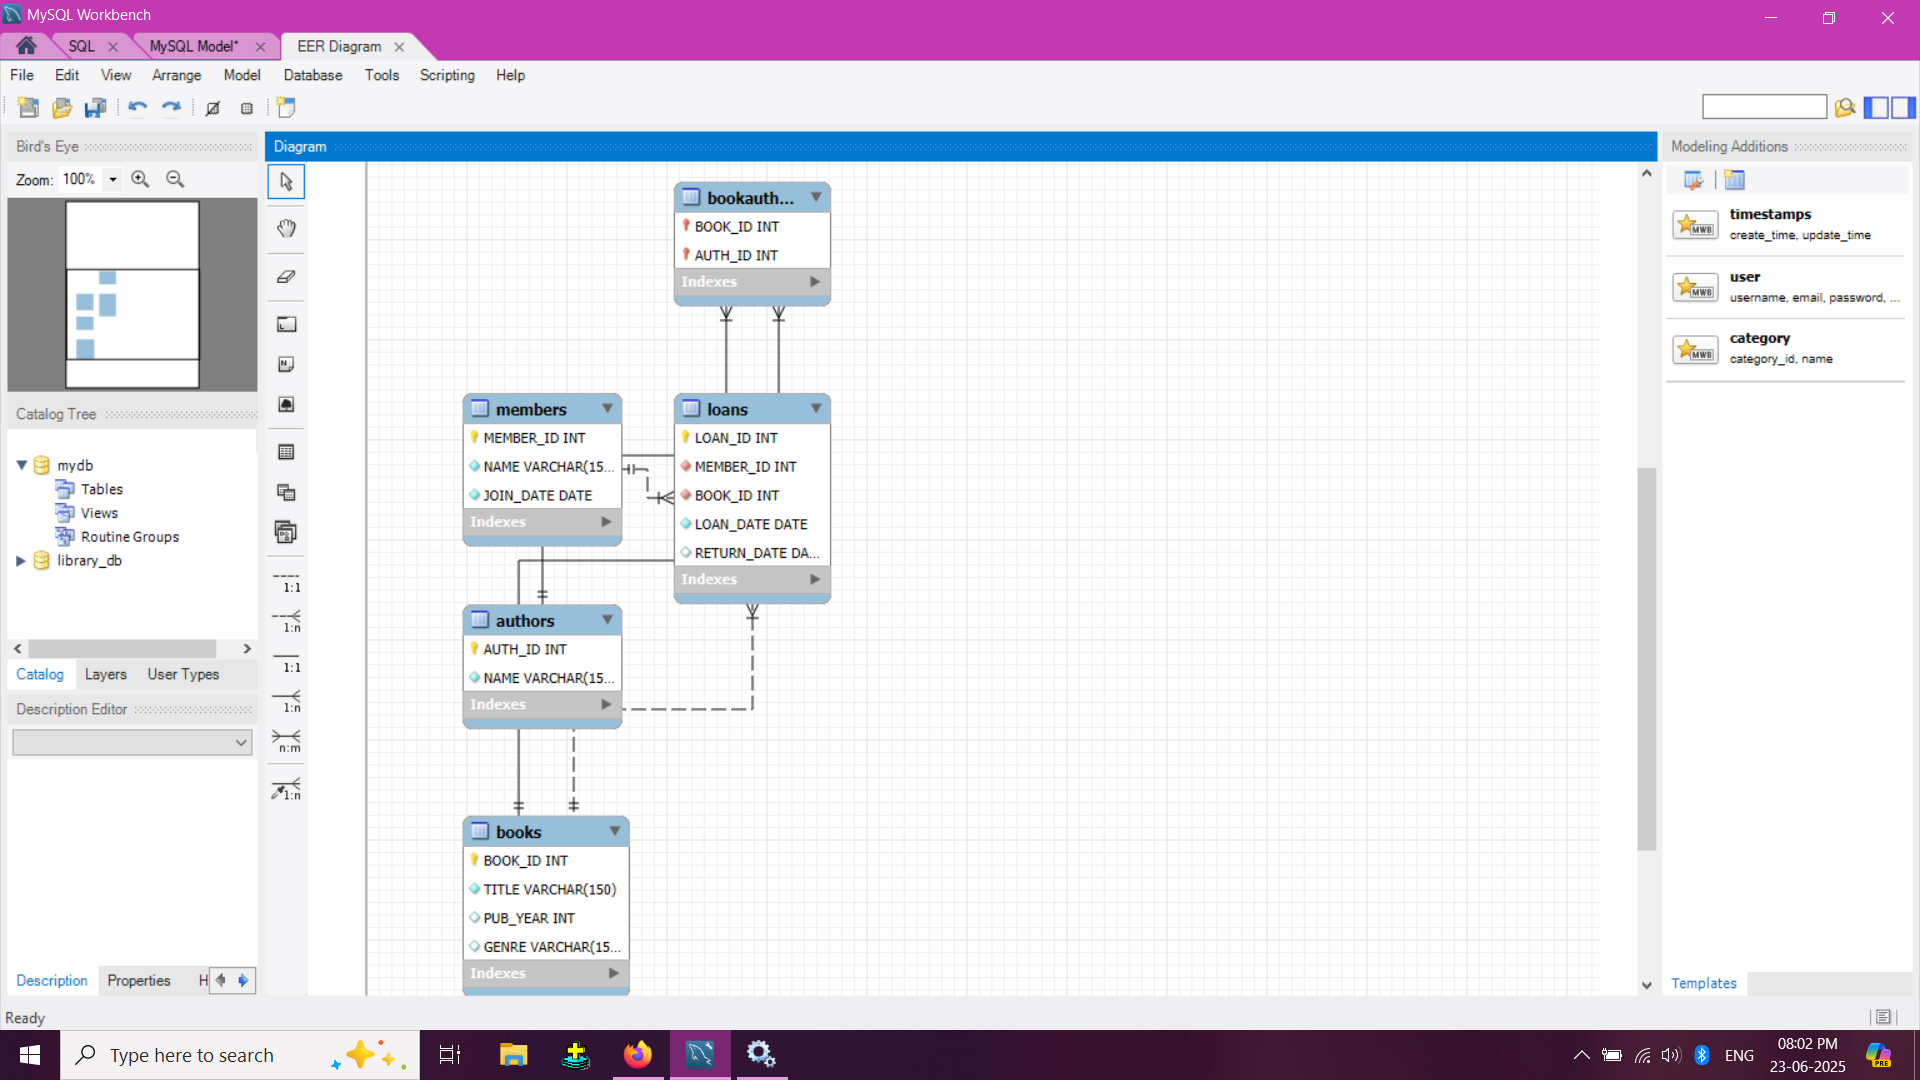 MySQL Workbench
SQL
MySQL Model*
EER Diagram
File Edit View Arrange Model Database Tools Scripting Help
Bird's Eye
Zoom: 100%
Catalog Tree
mydb
Tables
Views
Routine Groups
library_db
Catalog Layers User Types
Description Editor
Description Properties H
Ready
1:1
1:n
1:1
1:n
n:m
1:n
Diagram
bookauth...
BOOK_ID INT
AUTH_ID INT
Indexes
members
MEMBER_ID INT
NAME VARCHAR(15...
JOIN_DATE DATE
Indexes
loans
LOAN_ID INT
MEMBER_ID INT
BOOK_ID INT
LOAN_DATE DATE
RETURN_DATE DA...
Indexes
authors
AUTH_ID INT
NAME VARCHAR(15...
Indexes
books
BOOK_ID INT
TITLE VARCHAR(150)
PUB_YEAR INT
GENRE VARCHAR(15...
Indexes
Modeling Additions
MWB
timestamps
create_time, update_time
MWB
user
username, email, password, ...
MWB
category
category_id, name
Templates
Type here to search
ENG
08:02 PM
23-06-2025
PRE